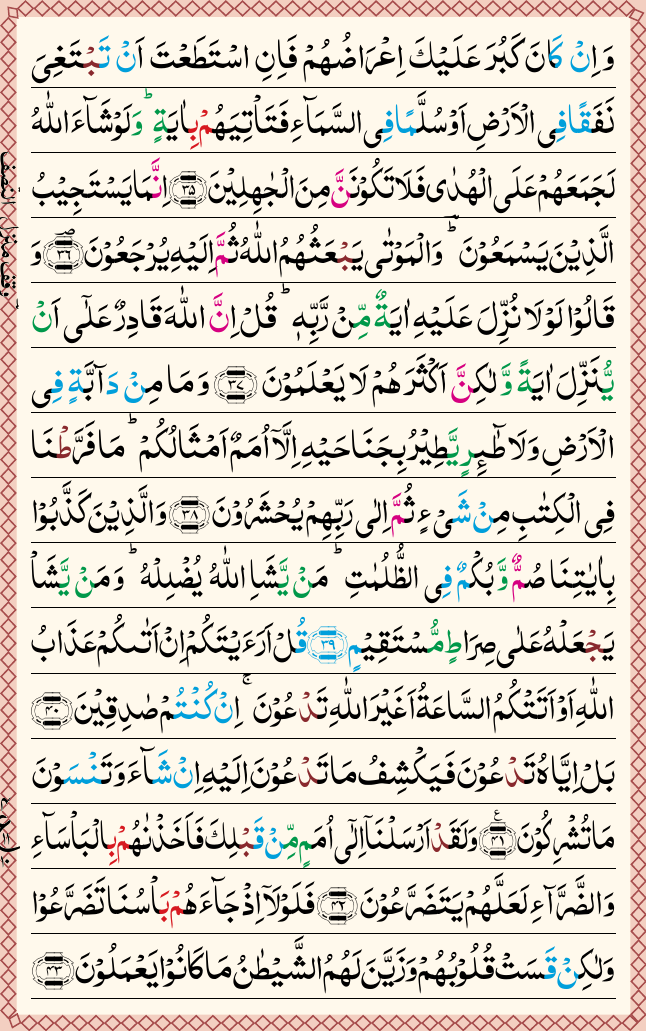 وَاِنْ كَانَ كَبُرَ عَلَيْكَ اِعْرَاضُهُمْ فَاِنِ اسْتَطَعْتَ اَنْ تَبْتَغِىَ
نَفَقًا فِى الْاَرْضِ اَوْ سُلَّمًا فِى السَّمَآءِ فَتَاْتِيَهُمْ بِاٰيَةٍ ؕ وَلَوْ شَآءَ اللّٰهُ
لَجَمَعَهُمْ عَلَى الْهُدٰى فَلَا تَكُوْنَنَّ مِنَ الْجٰهِلِيْنَ ﴿۳۵﴾ اِنَّمَا يَسْتَجِيْبُ
الَّذِيْنَ يَسْمَعُوْنَ ؔؕ وَالْمَوْتٰى يَبْعَثُهُمُ اللّٰهُ ثُمَّ اِلَيْهِ يُرْجَعُوْنَ ﴿۳۶﴾ وَ
قَالُوْا لَوْلَا نُزِّلَ عَلَيْهِ اٰيَةٌ مِّنْ رَّبِّهٖ ؕ قُلْ اِنَّ اللّٰهَ قَادِرٌ عَلٰٓى اَنْ
يُّنَزِّلَ اٰيَةً وَّلٰكِنَّ اَكْثَرَهُمْ لَا يَعْلَمُوْنَ ﴿۳۷﴾ وَمَا مِنْ دَآبَّةٍ فِى
الْاَرْضِ وَلَا طٰٓئِرٍ يَّطِيْرُ بِجَنَاحَيْهِ اِلَّاۤ اُمَمٌ اَمْثَالُكُمْ ؕ مَا فَرَّطْنَا
فِى الْكِتٰبِ مِنْ شَىْءٍ ثُمَّ اِلٰى رَبِّهِمْ يُحْشَرُوْنَ ﴿۳۸﴾ وَالَّذِيْنَ كَذَّبُوْا
بِاٰيٰتِنَا صُمٌّ وَّبُكْمٌ فِى الظُّلُمٰتِ ؕ مَنْ يَّشَاِ اللّٰهُ يُضْلِلْهُ ؕ وَمَنْ يَّشَاْ
يَجْعَلْهُ عَلٰى صِرَاطٍ مُّسْتَقِيْمٍ ﴿۳۹﴾ قُلْ اَرَءَيْتَكُمْ اِنْ اَتٰٮكُمْ عَذَابُ
اللّٰهِ اَوْ اَتَتْكُمُ السَّاعَةُ اَغَيْرَ اللّٰهِ تَدْعُوْنَ ۚ اِنْ كُنْتُمْ صٰدِقِيْنَ ﴿۴۰﴾
بَلْ اِيَّاهُ تَدْعُوْنَ فَيَكْشِفُ مَا تَدْعُوْنَ اِلَيْهِ اِنْ شَآءَ وَتَنْسَوْنَ
مَا تُشْرِكُوْنَ ﴿۴۱﴾ وَلَقَدْ اَرْسَلْنَاۤ اِلٰٓى اُمَمٍ مِّنْ قَبْلِكَ فَاَخَذْنٰهُمْ بِالْبَاْسَآءِ
وَالضَّرَّآءِ لَعَلَّهُمْ يَتَضَرَّعُوْنَ ﴿۴۲﴾ فَلَوْلَاۤ اِذْ جَآءَهُمْ بَاْسُنَا تَضَرَّعُوْا
وَلٰكِنْ قَسَتْ قُلُوْبُهُمْ وَزَيَّنَ لَهُمُ الشَّيْطٰنُ مَا كَانُوْا يَعْمَلُوْنَ ﴿۴۳﴾